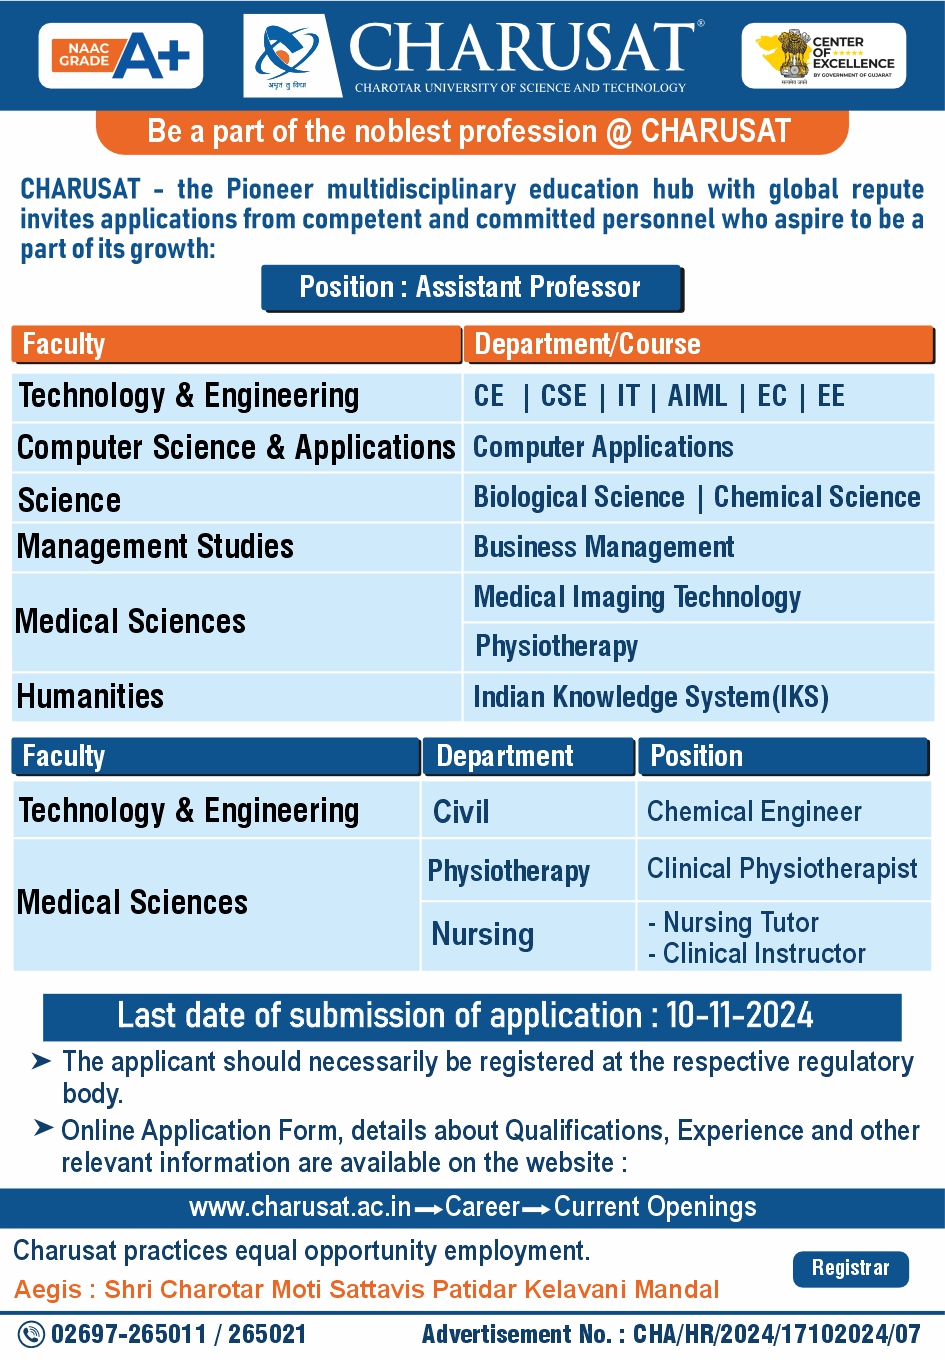 NAAC
GRADE A+
अमृतं तु विद्या
CHARUSAT®
CHAROTAR UNIVERSITY OF SCIENCE AND TECHNOLOGY
सत्यमेव जयते
CENTER
OF
EXCELLENCE
BY GOVERNMENT OF GUJARAT
Be a part of the noblest profession @ CHARUSAT
CHARUSAT - the Pioneer multidisciplinary education hub with global repute
invites applications from competent and committed personnel who aspire to be a
part of its growth:
Position : Assistant Professor
Faculty Department/Course
Technology & Engineering CE | CSE | IT | AIML | EC | EE
Computer Science & Applications Computer Applications
Science Biological Science | Chemical Science
Management Studies Business Management
Medical Sciences Medical Imaging Technology
Physiotherapy
Humanities Indian Knowledge System(IKS)
Faculty Department Position
Technology & Engineering Civil Chemical Engineer
Medical Sciences Physiotherapy Clinical Physiotherapist
Nursing - Nursing Tutor
- Clinical Instructor
Last date of submission of application : 10-11-2024
➤ The applicant should necessarily be registered at the respective regulatory
body.
➤ Online Application Form, details about Qualifications, Experience and other
relevant information are available on the website :
www.charusat.ac.in→Career→Current Openings
Charusat practices equal opportunity employment.
Registrar
Aegis : Shri Charotar Moti Sattavis Patidar Kelavani Mandal
02697-265011 / 265021 Advertisement No. : CHA/HR/2024/17102024/07